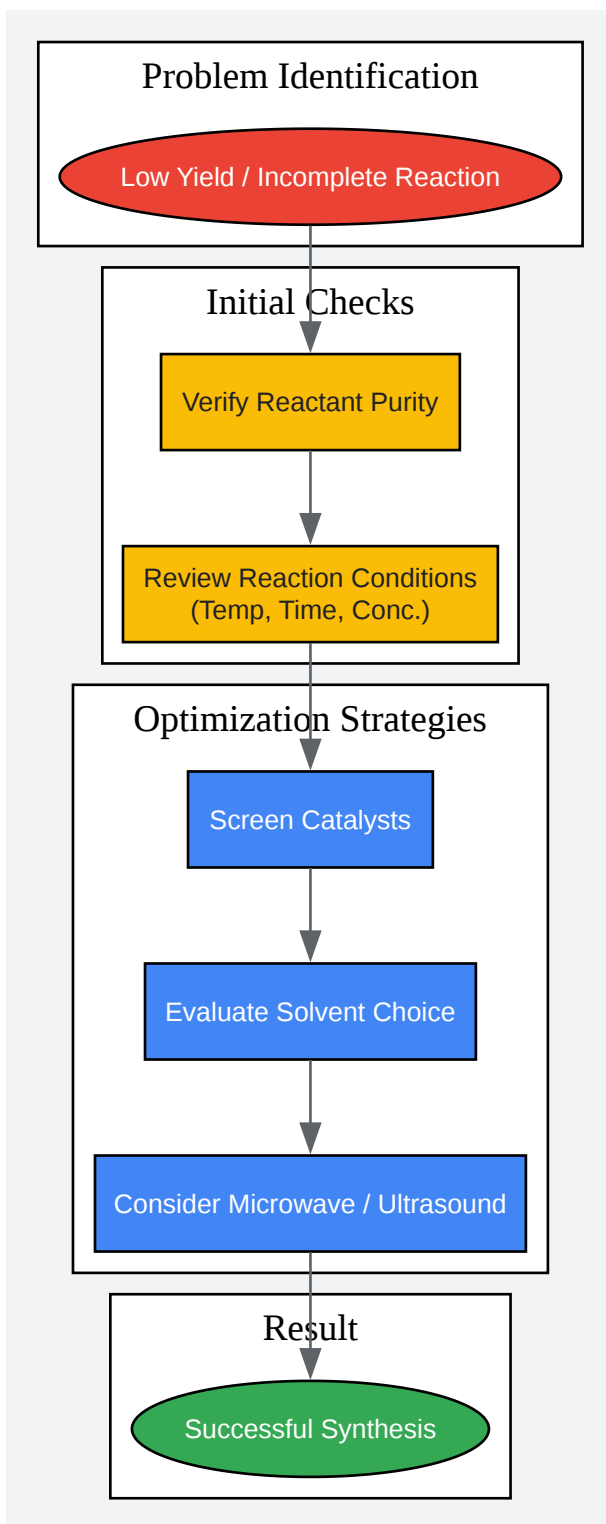 Problem Identification
Low Yield / Incomplete Reaction
Initial Checks
Verify Reactant Purity
Review Reaction Conditions
(Temp, Time, Conc.)
Optimization Strategies
Screen Catalysts
Evaluate Solvent Choice
Consider Microwave / Ultrasound
Result
Successful Synthesis